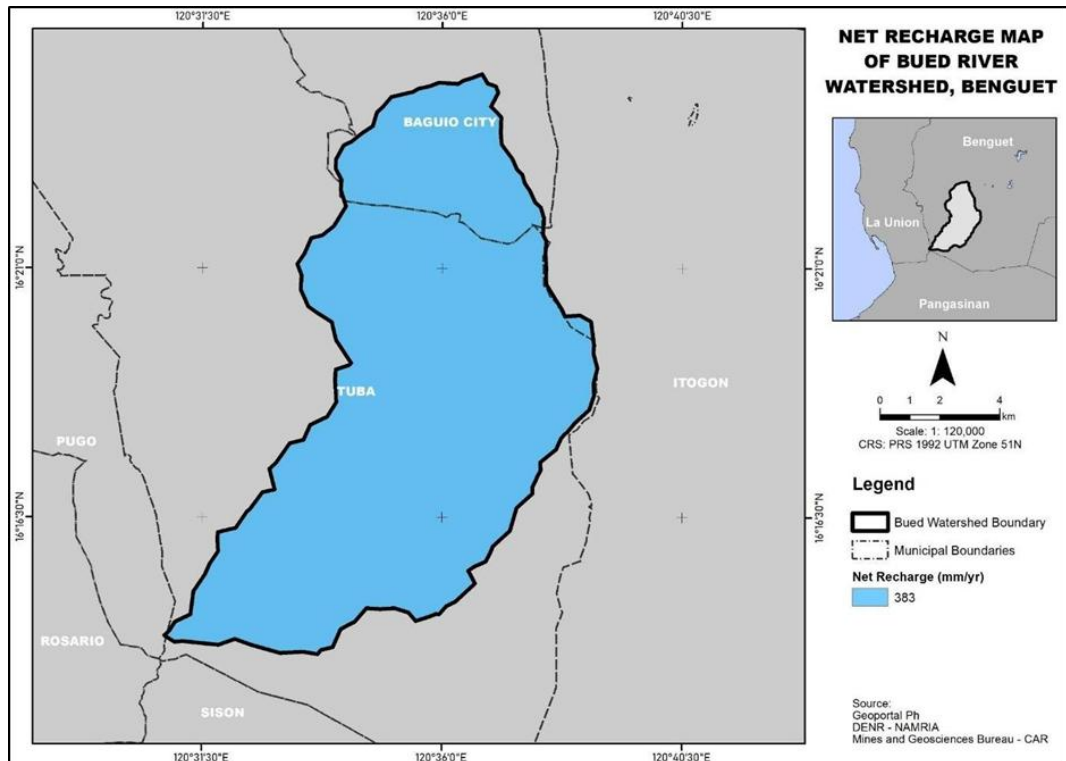 120°31'30"E
120°36'0"E
120°40'30"E
NET RECHARGE MAP
OF BUED RIVER
WATERSHED, BENGUET
BAGUIO CITY
Benguet
La Union
Pangasinan
16°21'0"N
16°21'0"N
TUBA
ITOGON
PUGO
N
0 1 2 4
km
Scale: 1: 120,000
CRS: PRS 1992 UTM Zone 51N
Legend
Bued Watershed Boundary
Municipal Boundaries
Net Recharge (mm/yr)
383
16°16'30"N
16°16'30"N
ROSARIO
SISON
Source:
Geoportal Ph
DENR - NAMRIA
Mines and Geosciences Bureau - CAR
120°31'30"E
120°36'0"E
120°40'30"E